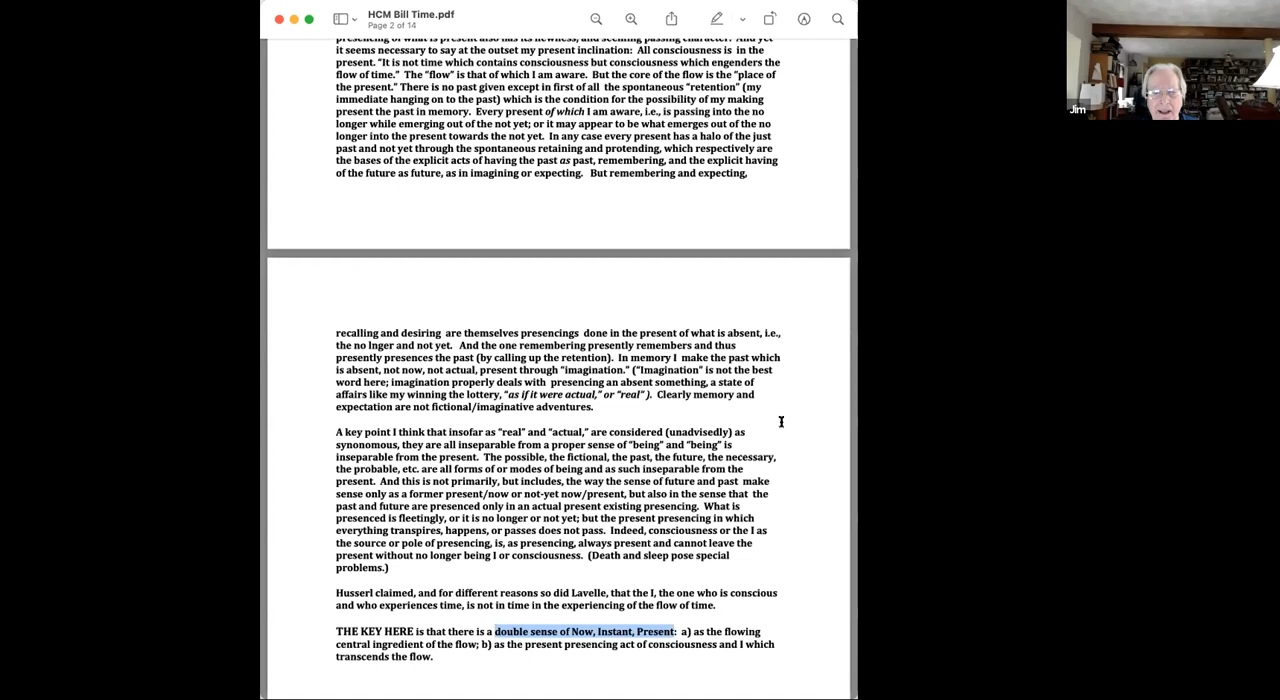 HCM Bill Time.pdf
Page 2 of 14
presencing of what is present also has its newness, and seeming passing character. And yet
it seems necessary to say at the outset my present inclination: All consciousness is in the
present. “It is not time which contains consciousness but consciousness which engenders the
flow of time.” The “flow” is that of which I am aware. But the core of the flow is the “place of
the present.” There is no past given except in first of all the spontaneous “retention” (my
immediate hanging on to the past) which is the condition for the possibility of my making
present the past in memory. Every present of which I am aware, i.e., is passing into the no
longer while emerging out of the not yet; or it may appear to be what emerges out of the no
longer into the present towards the not yet. In any case every present has a halo of the just
past and not yet through the spontaneous retaining and protending, which respectively are
the bases of the explicit acts of having the past as past, remembering, and the explicit having
of the future as future, as in imagining or expecting. But remembering and expecting,
recalling and desiring are themselves presencings done in the present of what is absent, i.e.,
the no lnger and not yet. And the one remembering presently remembers and thus
presently presences the past (by calling up the retention). In memory I make the past which
is absent, not now, not actual, present through “imagination.” (“Imagination” is not the best
word here; imagination properly deals with presencing an absent something, a state of
affairs like my winning the lottery, “as if it were actual,” or “real” ). Clearly memory and
expectation are not fictional/imaginative adventures.
A key point I think that insofar as “real” and “actual,” are considered (unadvisedly) as
synonomous, they are all inseparable from a proper sense of “being” and “being” is
inseparable from the present. The possible, the fictional, the past, the future, the necessary,
the probable, etc. are all forms of or modes of being and as such inseparable from the
present. And this is not primarily, but includes, the way the sense of future and past make
sense only as a former present/now or not-yet now/present, but also in the sense that the
past and future are presenced only in an actual present existing presencing. What is
presenced is fleetingly, or it is no longer or not yet; but the present presencing in which
everything transpires, happens, or passes does not pass. Indeed, consciousness or the I as
the source or pole of presencing, is, as presencing, always present and cannot leave the
present without no longer being I or consciousness. (Death and sleep pose special
problems.)
Husserl claimed, and for different reasons so did Lavelle, that the I, the one who is conscious
and who experiences time, is not in time in the experiencing of the flow of time.
THE KEY HERE is that there is a double sense of Now, Instant, Present: a) as the flowing
central ingredient of the flow; b) as the present presencing act of consciousness and I which
transcends the flow.
Jim